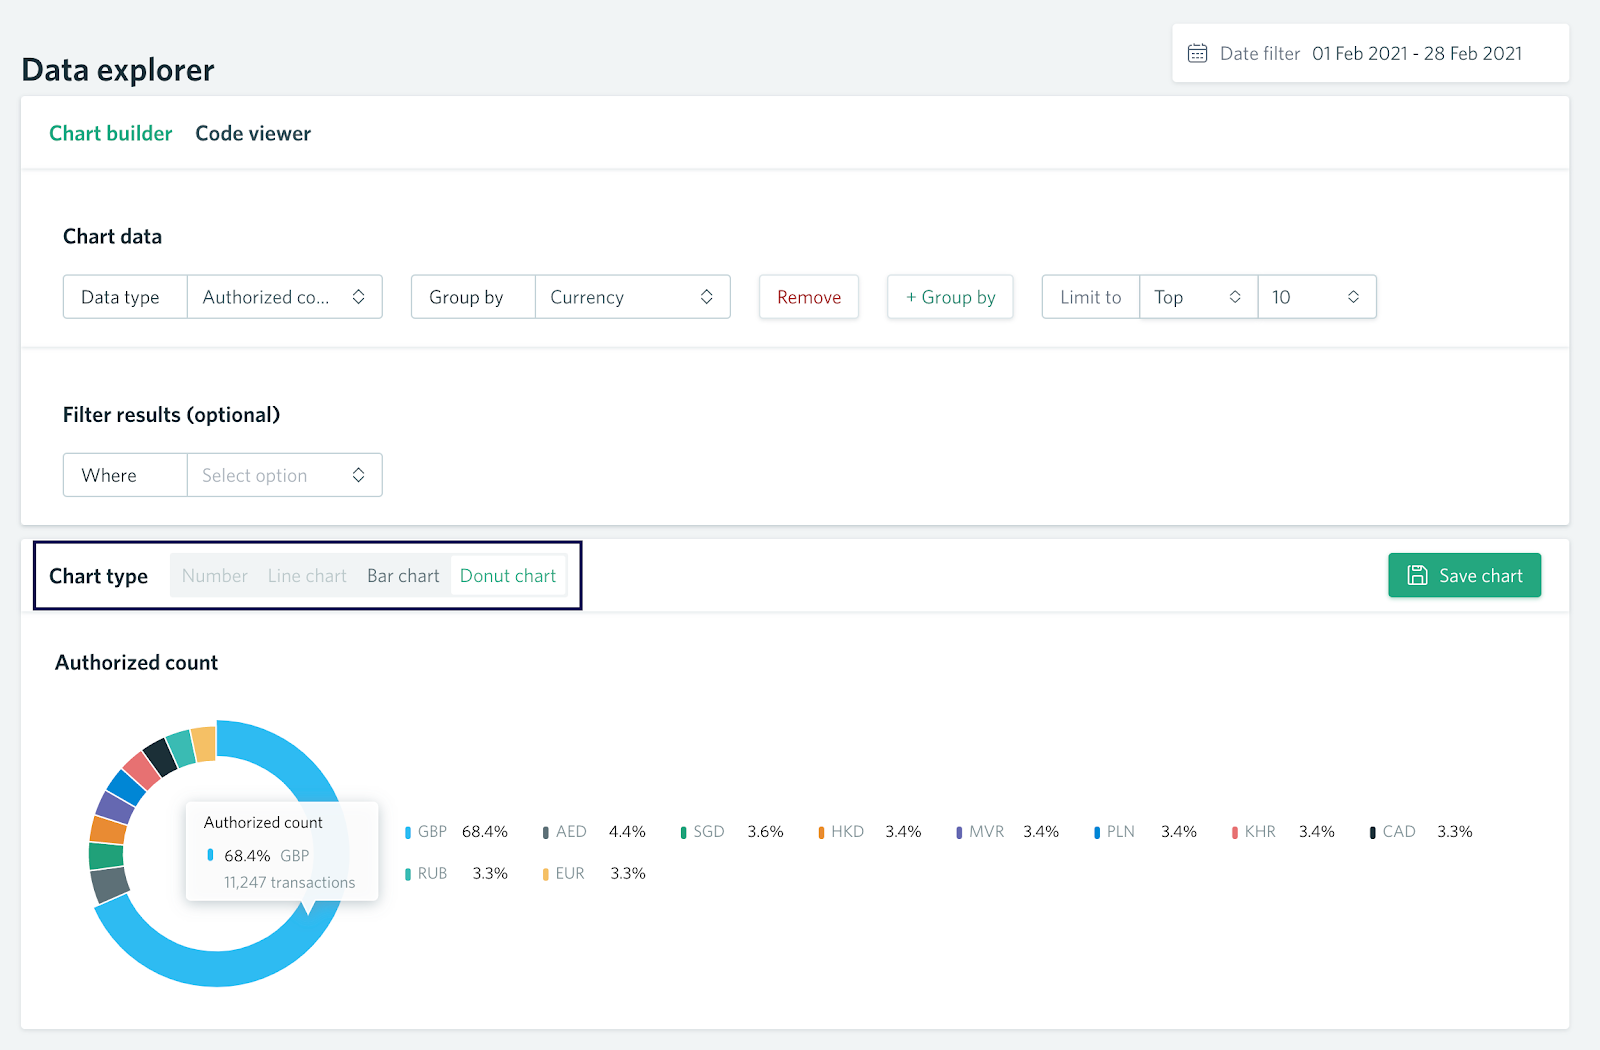 Date filter 01 Feb 2021 - 28 Feb 2021
Data explorer
Chart builder Code viewer
Chart data
Data type Authorized co... Group by Currency Remove + Group by Limit to Top 10
Filter results (optional)
Where Select option
Chart type Number Line chart Bar chart Donut chart Save chart
Authorized count
Authorized count
68.4% GBP
11,247 transactions
GBP 68.4% AED 4.4% SGD 3.6% HKD 3.4% MVR 3.4% PLN 3.4% KHR 3.4% CAD 3.3%
RUB 3.3% EUR 3.3%